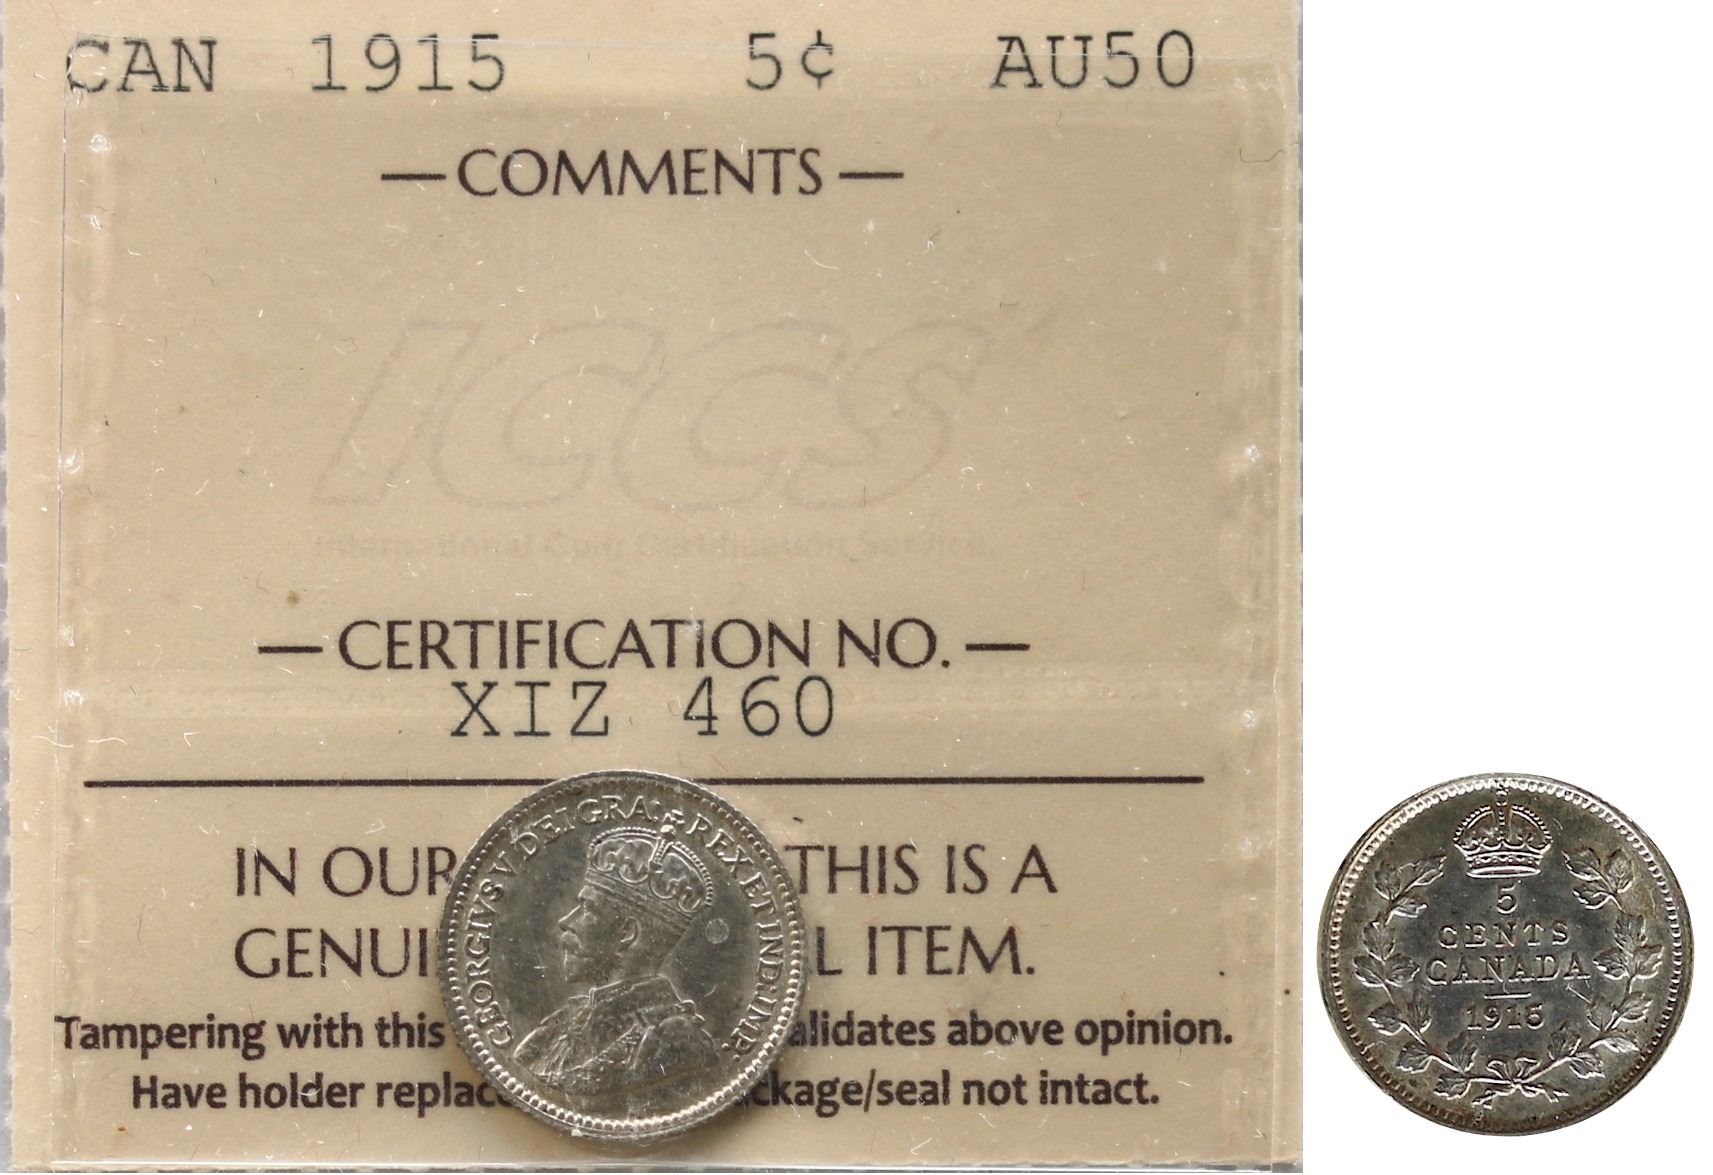 CAN 1915 5¢ AU50
—COMMENTS—
ICCS
International Coin Certification Service
—CERTIFICATION NO.—
XIZ 460
IN OUR THIS IS A
GENUI L ITEM.
Tampering with this alidates above opinion.
Have holder replac ckage/seal not intact.
GEORGIVS V DEI GRA: REX ET IND:IMP:
5
CENTS
CANADA
1915